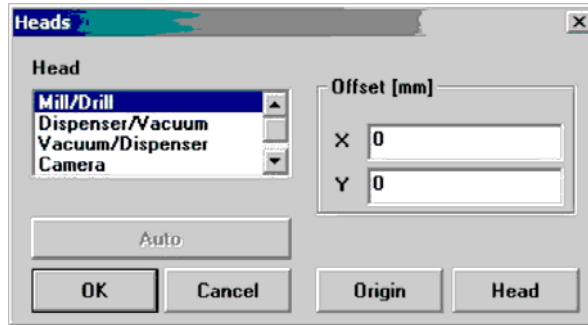 Heads
Head
Mill/Drill
Dispenser/Vacuum
Vacuum/Dispenser
Camera
Offset [mm]
X 0
Y 0
Auto
OK Cancel Origin Head